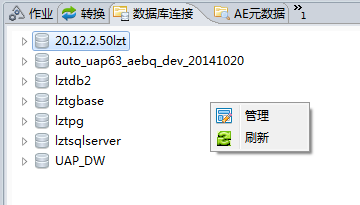 作业 转换 数据库连接 AE元数据 »1
20.12.2.50lzt
auto_uap63_aebq_dev_20141020
lztdb2
lztgbase
lztpg
lztsqlserver
UAP_DW
管理
刷新